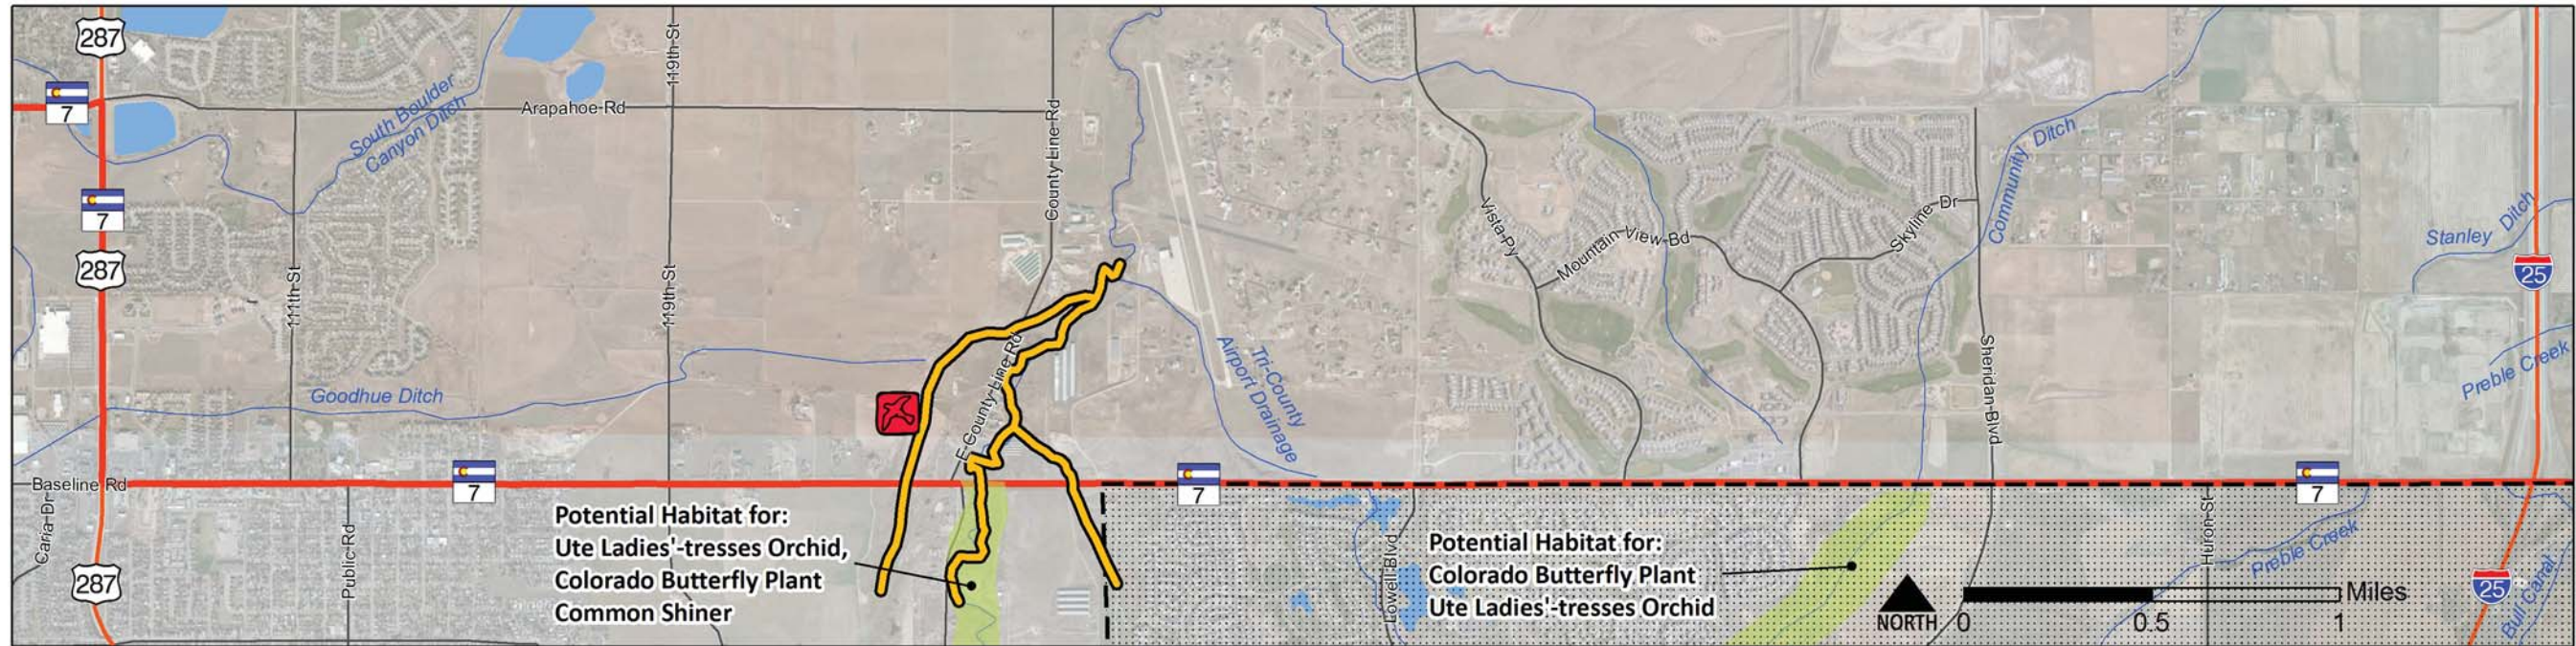 287
7
119th St
County Line Rd
South Boulder
Canyon Ditch
Arapahoe Rd
7
287
111th St
119th St
Goodhue Ditch
E County Line Rd
Tri-County
Airport Drainage
Vista Py
Mountain View Bd
Skyline Dr
Community Ditch
Sheridan Blvd
Stanley Ditch
25
Preble Creek
Baseline Rd
7
7
7
Caria Dr
287
Public Rd
Potential Habitat for:
Ute Ladies'-tresses Orchid,
Colorado Butterfly Plant
Common Shiner
Lowell Blvd
Potential Habitat for:
Colorado Butterfly Plant
Ute Ladies'-tresses Orchid
Huron St
Preble Creek
25
Bull Canal
NORTH
0
0.5
1
Miles